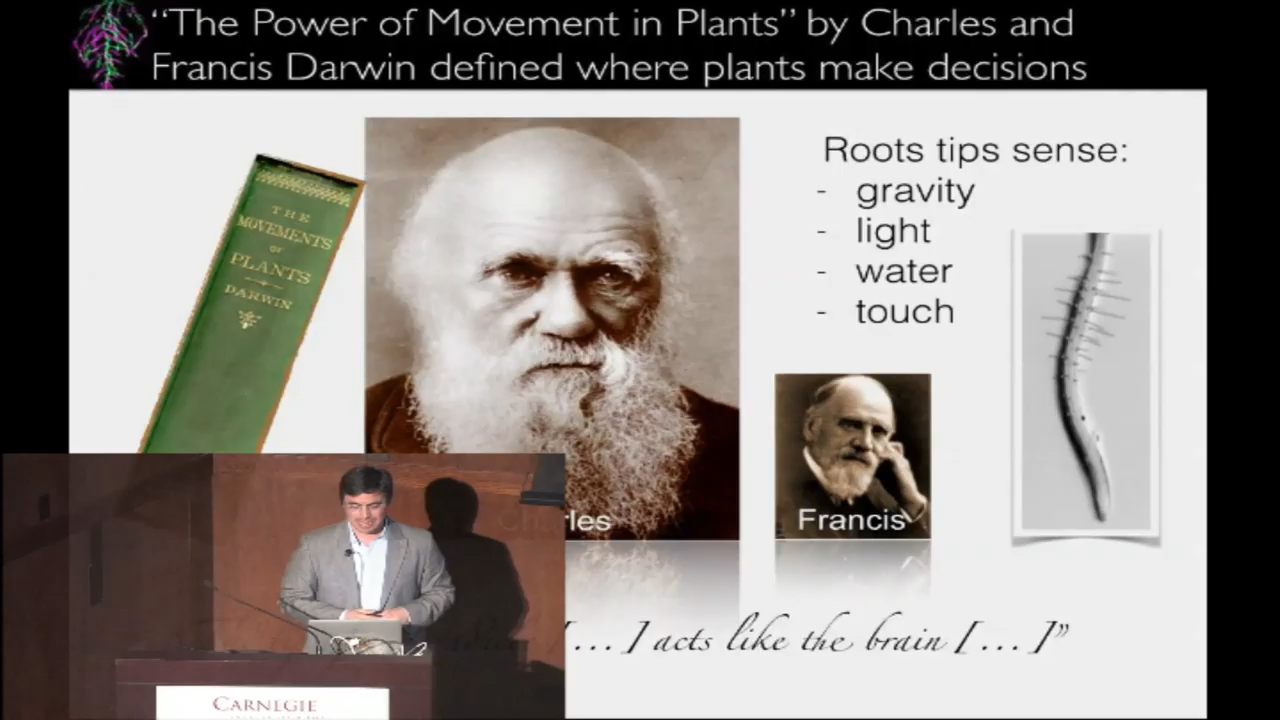 “The Power of Movement in Plants” by Charles and
Francis Darwin defined where plants make decisions
THE
MOVEMENTS
OF
PLANTS
DARWIN
Roots tips sense:
- gravity
- light
- water
- touch
Francis
[...] acts like the brain [...]”
CARNEGIE